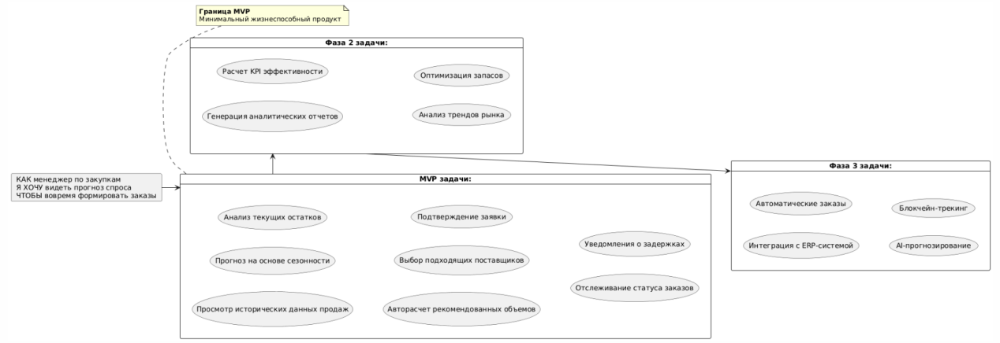 Граница MVP
Минимальный жизнеспособный продукт
Фаза 2 задачи:
Расчет KPI эффективности
Оптимизация запасов
Генерация аналитических отчетов
Анализ трендов рынка
КАК менеджер по закупкам
Я ХОЧУ видеть прогноз спроса
ЧТОБЫ вовремя формировать заказы
MVP задачи:
Анализ текущих остатков
Подтверждение заявки
Уведомления о задержках
Прогноз на основе сезонности
Выбор подходящих поставщиков
Отслеживание статуса заказов
Просмотр исторических данных продаж
Авторасчет рекомендованных объемов
Фаза 3 задачи:
Автоматические заказы
Блокчейн-трекинг
Интеграция с ERP-системой
AI-прогнозирование